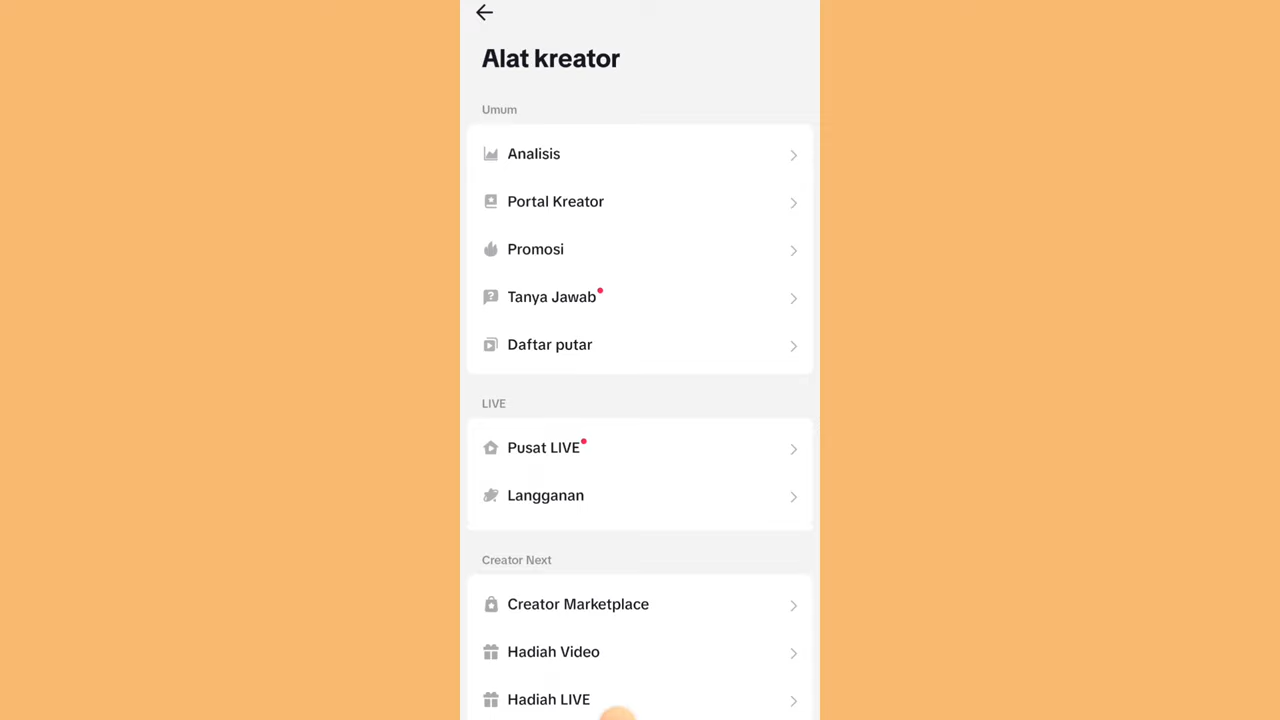 Alat kreator
Umum
Analisis
Portal Kreator
Promosi
Tanya Jawab
Daftar putar
LIVE
Pusat LIVE
Langganan
Creator Next
Creator Marketplace
Hadiah Video
Hadiah LIVE